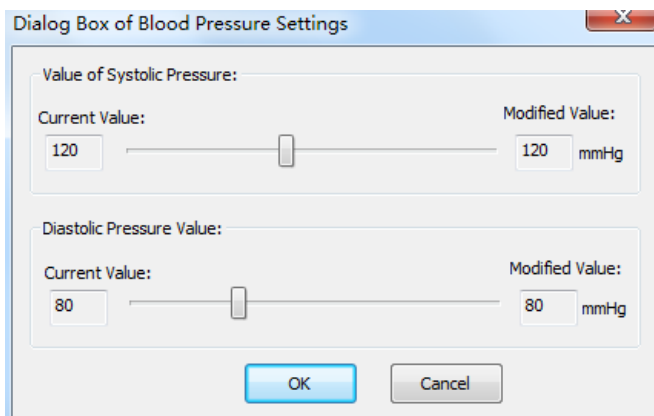 Dialog Box of Blood Pressure Settings
Value of Systolic Pressure:
Current Value:
Modified Value:
120
120 mmHg
Diastolic Pressure Value:
Current Value:
Modified Value:
80
80 mmHg
OK
Cancel